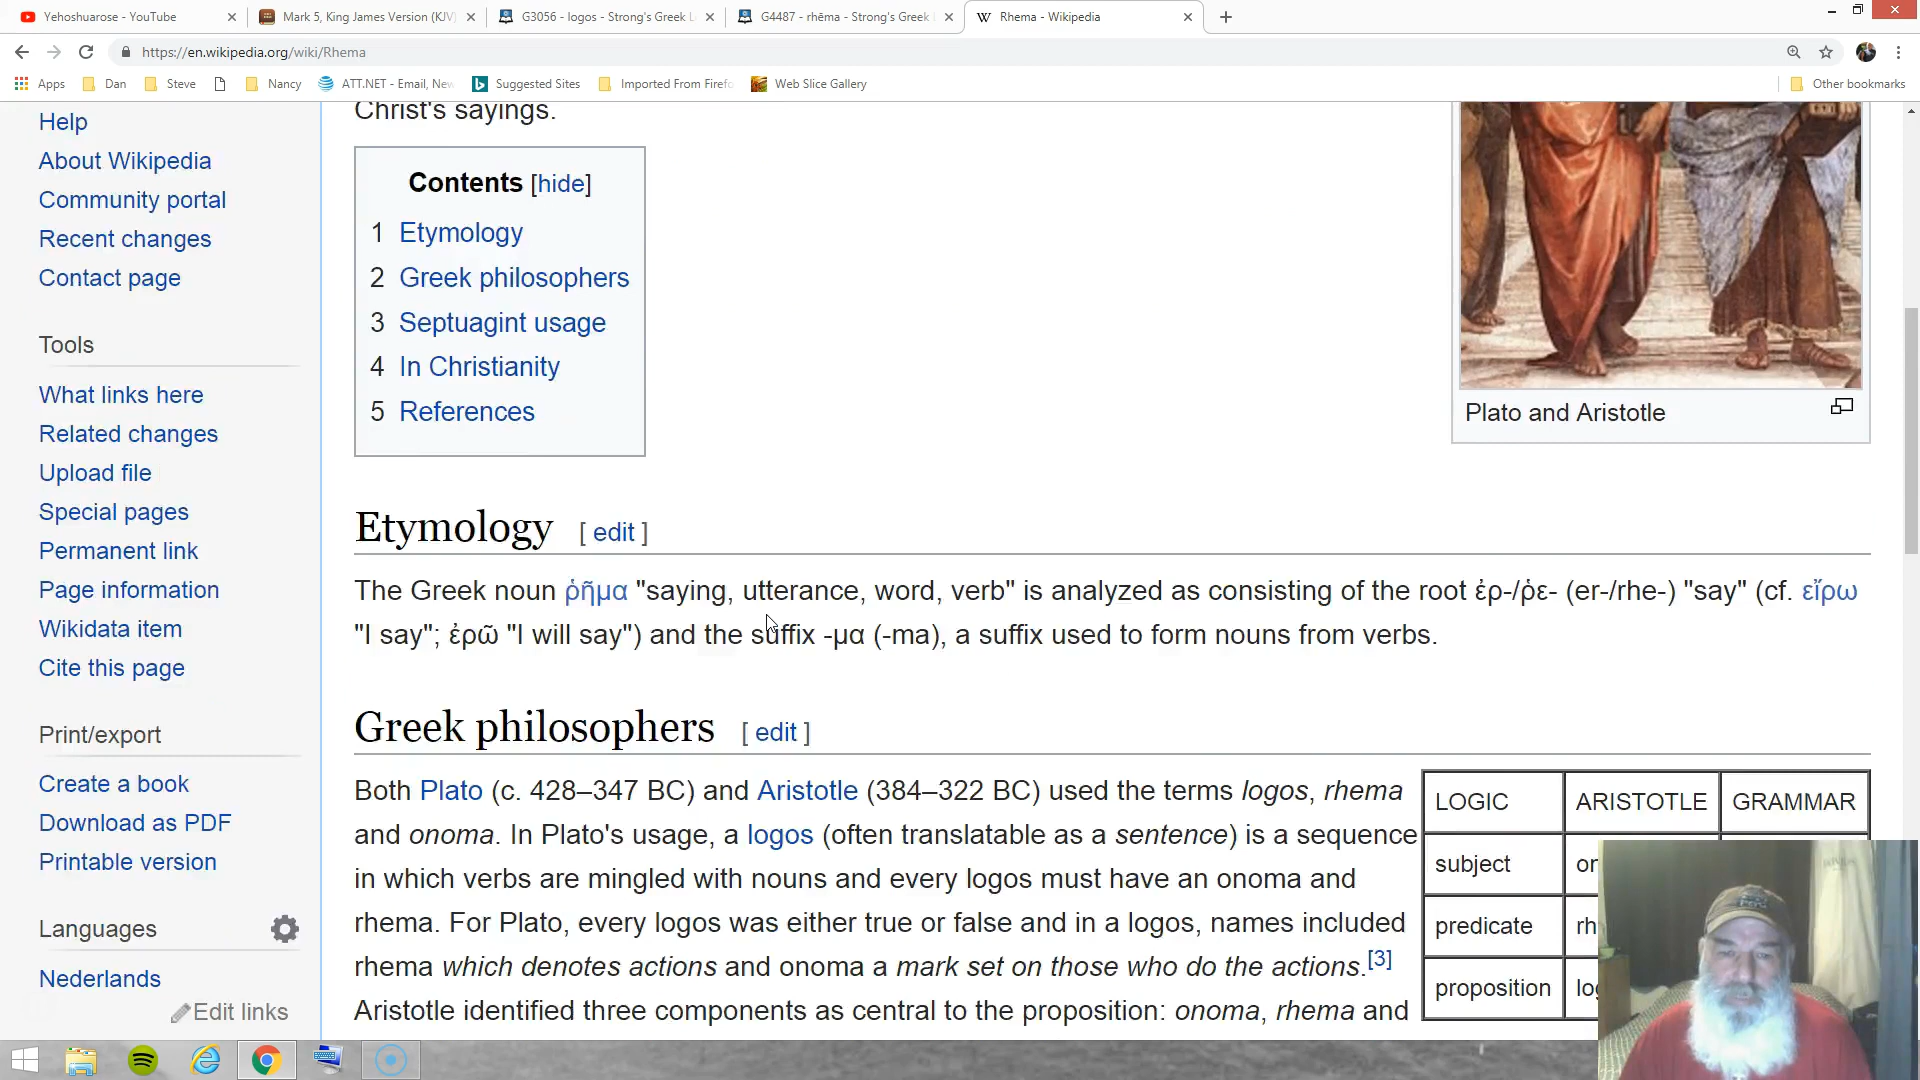 Yehoshuarose - YouTube
Mark 5, King James Version (KJV)
G3056 - logos - Strong's Greek L
G4487 - rhēma - Strong's Greek L
Rhema - Wikipedia
https://en.wikipedia.org/wiki/Rhema
Apps
Dan
Steve
Nancy
ATT.NET - Email, New
Suggested Sites
Imported From Firefo
Web Slice Gallery
Other bookmarks
Help
About Wikipedia
Community portal
Recent changes
Contact page
Tools
What links here
Related changes
Upload file
Special pages
Permanent link
Page information
Wikidata item
Cite this page
Print/export
Create a book
Download as PDF
Printable version
Languages
Nederlands
Edit links
Christ's sayings.
Contents [hide]
1 Etymology
2 Greek philosophers
3 Septuagint usage
4 In Christianity
5 References
Plato and Aristotle
Etymology [ edit ]
The Greek noun ῥῆμα "saying, utterance, word, verb" is analyzed as consisting of the root ἐρ-/ῥε- (er-/rhe-) "say" (cf. εἴρω
"I say"; ἐρῶ "I will say") and the suffix -μα (-ma), a suffix used to form nouns from verbs.
Greek philosophers [ edit ]
Both Plato (c. 428–347 BC) and Aristotle (384–322 BC) used the terms logos, rhema
and onoma. In Plato's usage, a logos (often translatable as a sentence) is a sequence
in which verbs are mingled with nouns and every logos must have an onoma and
rhema. For Plato, every logos was either true or false and in a logos, names included
rhema which denotes actions and onoma a mark set on those who do the actions.[3]
Aristotle identified three components as central to the proposition: onoma, rhema and
LOGIC ARISTOTLE GRAMMAR
subject on
predicate rh
proposition log